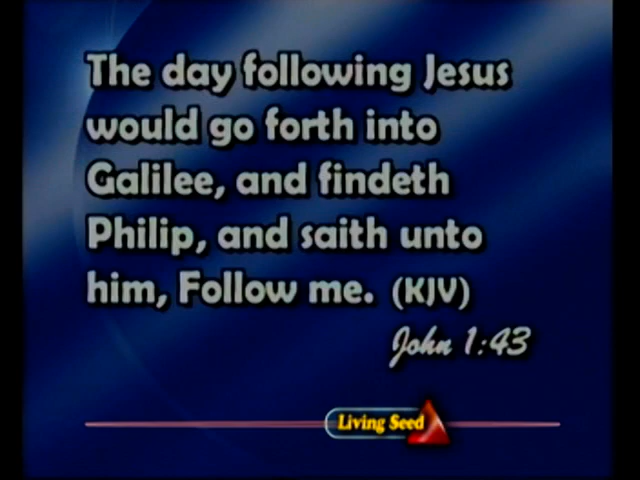 The day following Jesus
would go forth into
Galilee, and findeth
Philip, and saith unto
him, Follow me. (KJV)
John 1:43
Living Seed